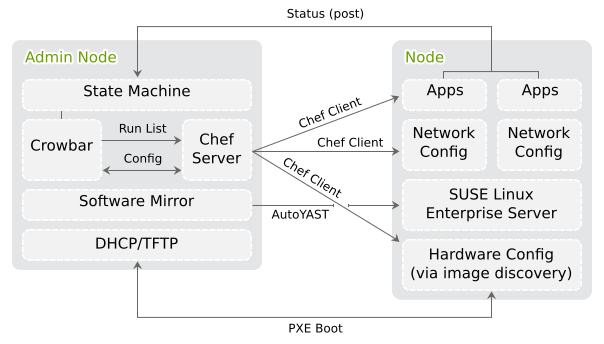 Status (post)
Admin Node
State Machine
Crowbar
Run List
Config
Chef
Server
Software Mirror
DHCP/TFTP
Chef Client
Chef Client
Chef Client
AutoYAST
PXE Boot
Node
Apps
Apps
Network
Config
Network
Config
SUSE Linux
Enterprise Server
Hardware Config
(via image discovery)